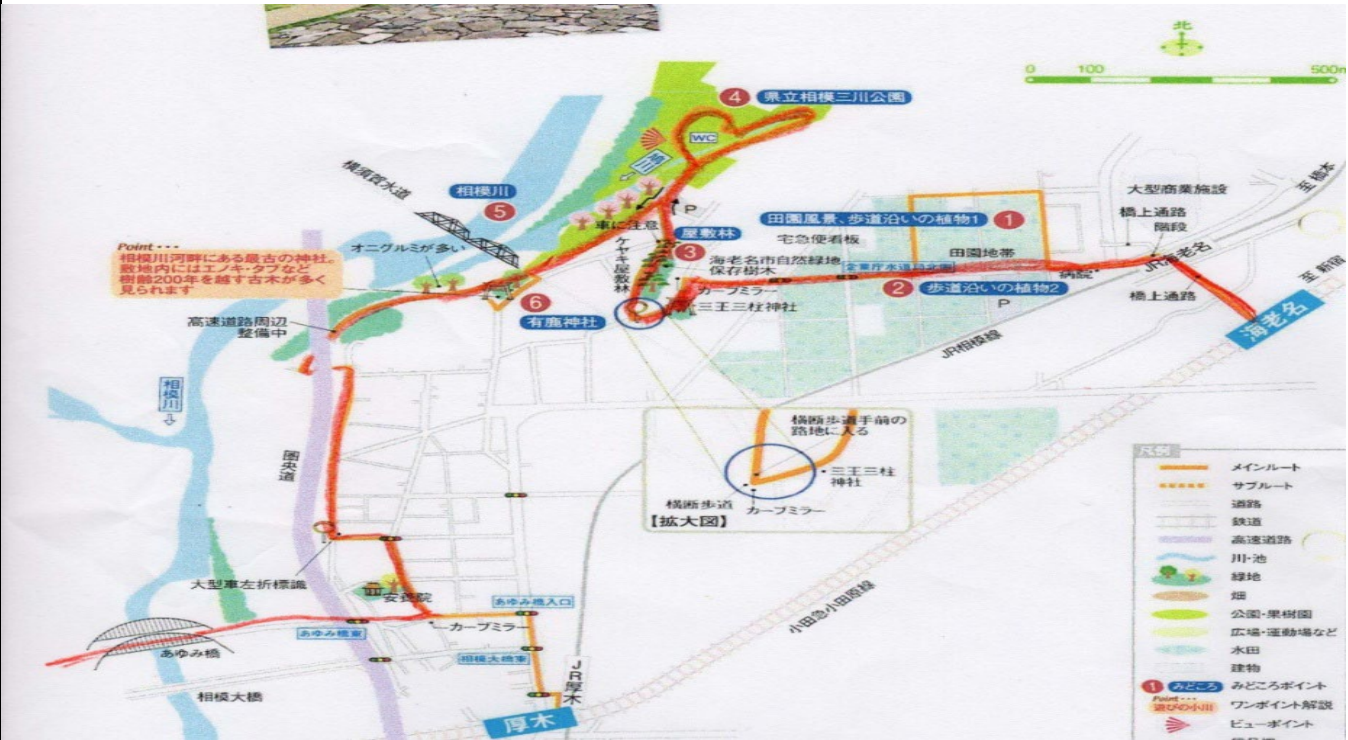 北
0 100 500m
4 県立相模三川公園
WC
鳩川
横須賀水道
相模川
5
大型商業施設
至橋本
橋上通路
階段
P
車に注意
田園風景、歩道沿いの植物1 1
屋敷林
宅急便看板
Point・・・
相模川河畔にある最古の神社。
敷地内にはエノキ・タブなど
樹齢200年を越す古木が多く
見られます
オニグルミが多い
ケヤキ屋敷林
3
海老名市自然緑地
保存樹木
田園地帯
JR海老名
至新宿
病院
カーブミラー
2 歩道沿いの植物2
橋上通路
6
有鹿神社
三王三柱神社
P
高速道路周辺
整備中
海老名
JR相模線
相模川
横断歩道手前の
路地に入る
圏央道
三王三柱
神社
横断歩道 カーブミラー
【拡大図】
凡例
メインルート
サブルート
道路
鉄道
高速道路
川・池
緑地
畑
公園・果樹園
広場・運動場など
水田
建物
1 みどころ みどころポイント
Point・・・
遊びの小川 ワンポイント解説
ビューポイント
大型車左折標識
小田急小田原線
安養院
あゆみ橋入口
カーブミラー
あゆみ橋東
あゆみ橋
相模大橋東
JR厚木
相模大橋
厚木